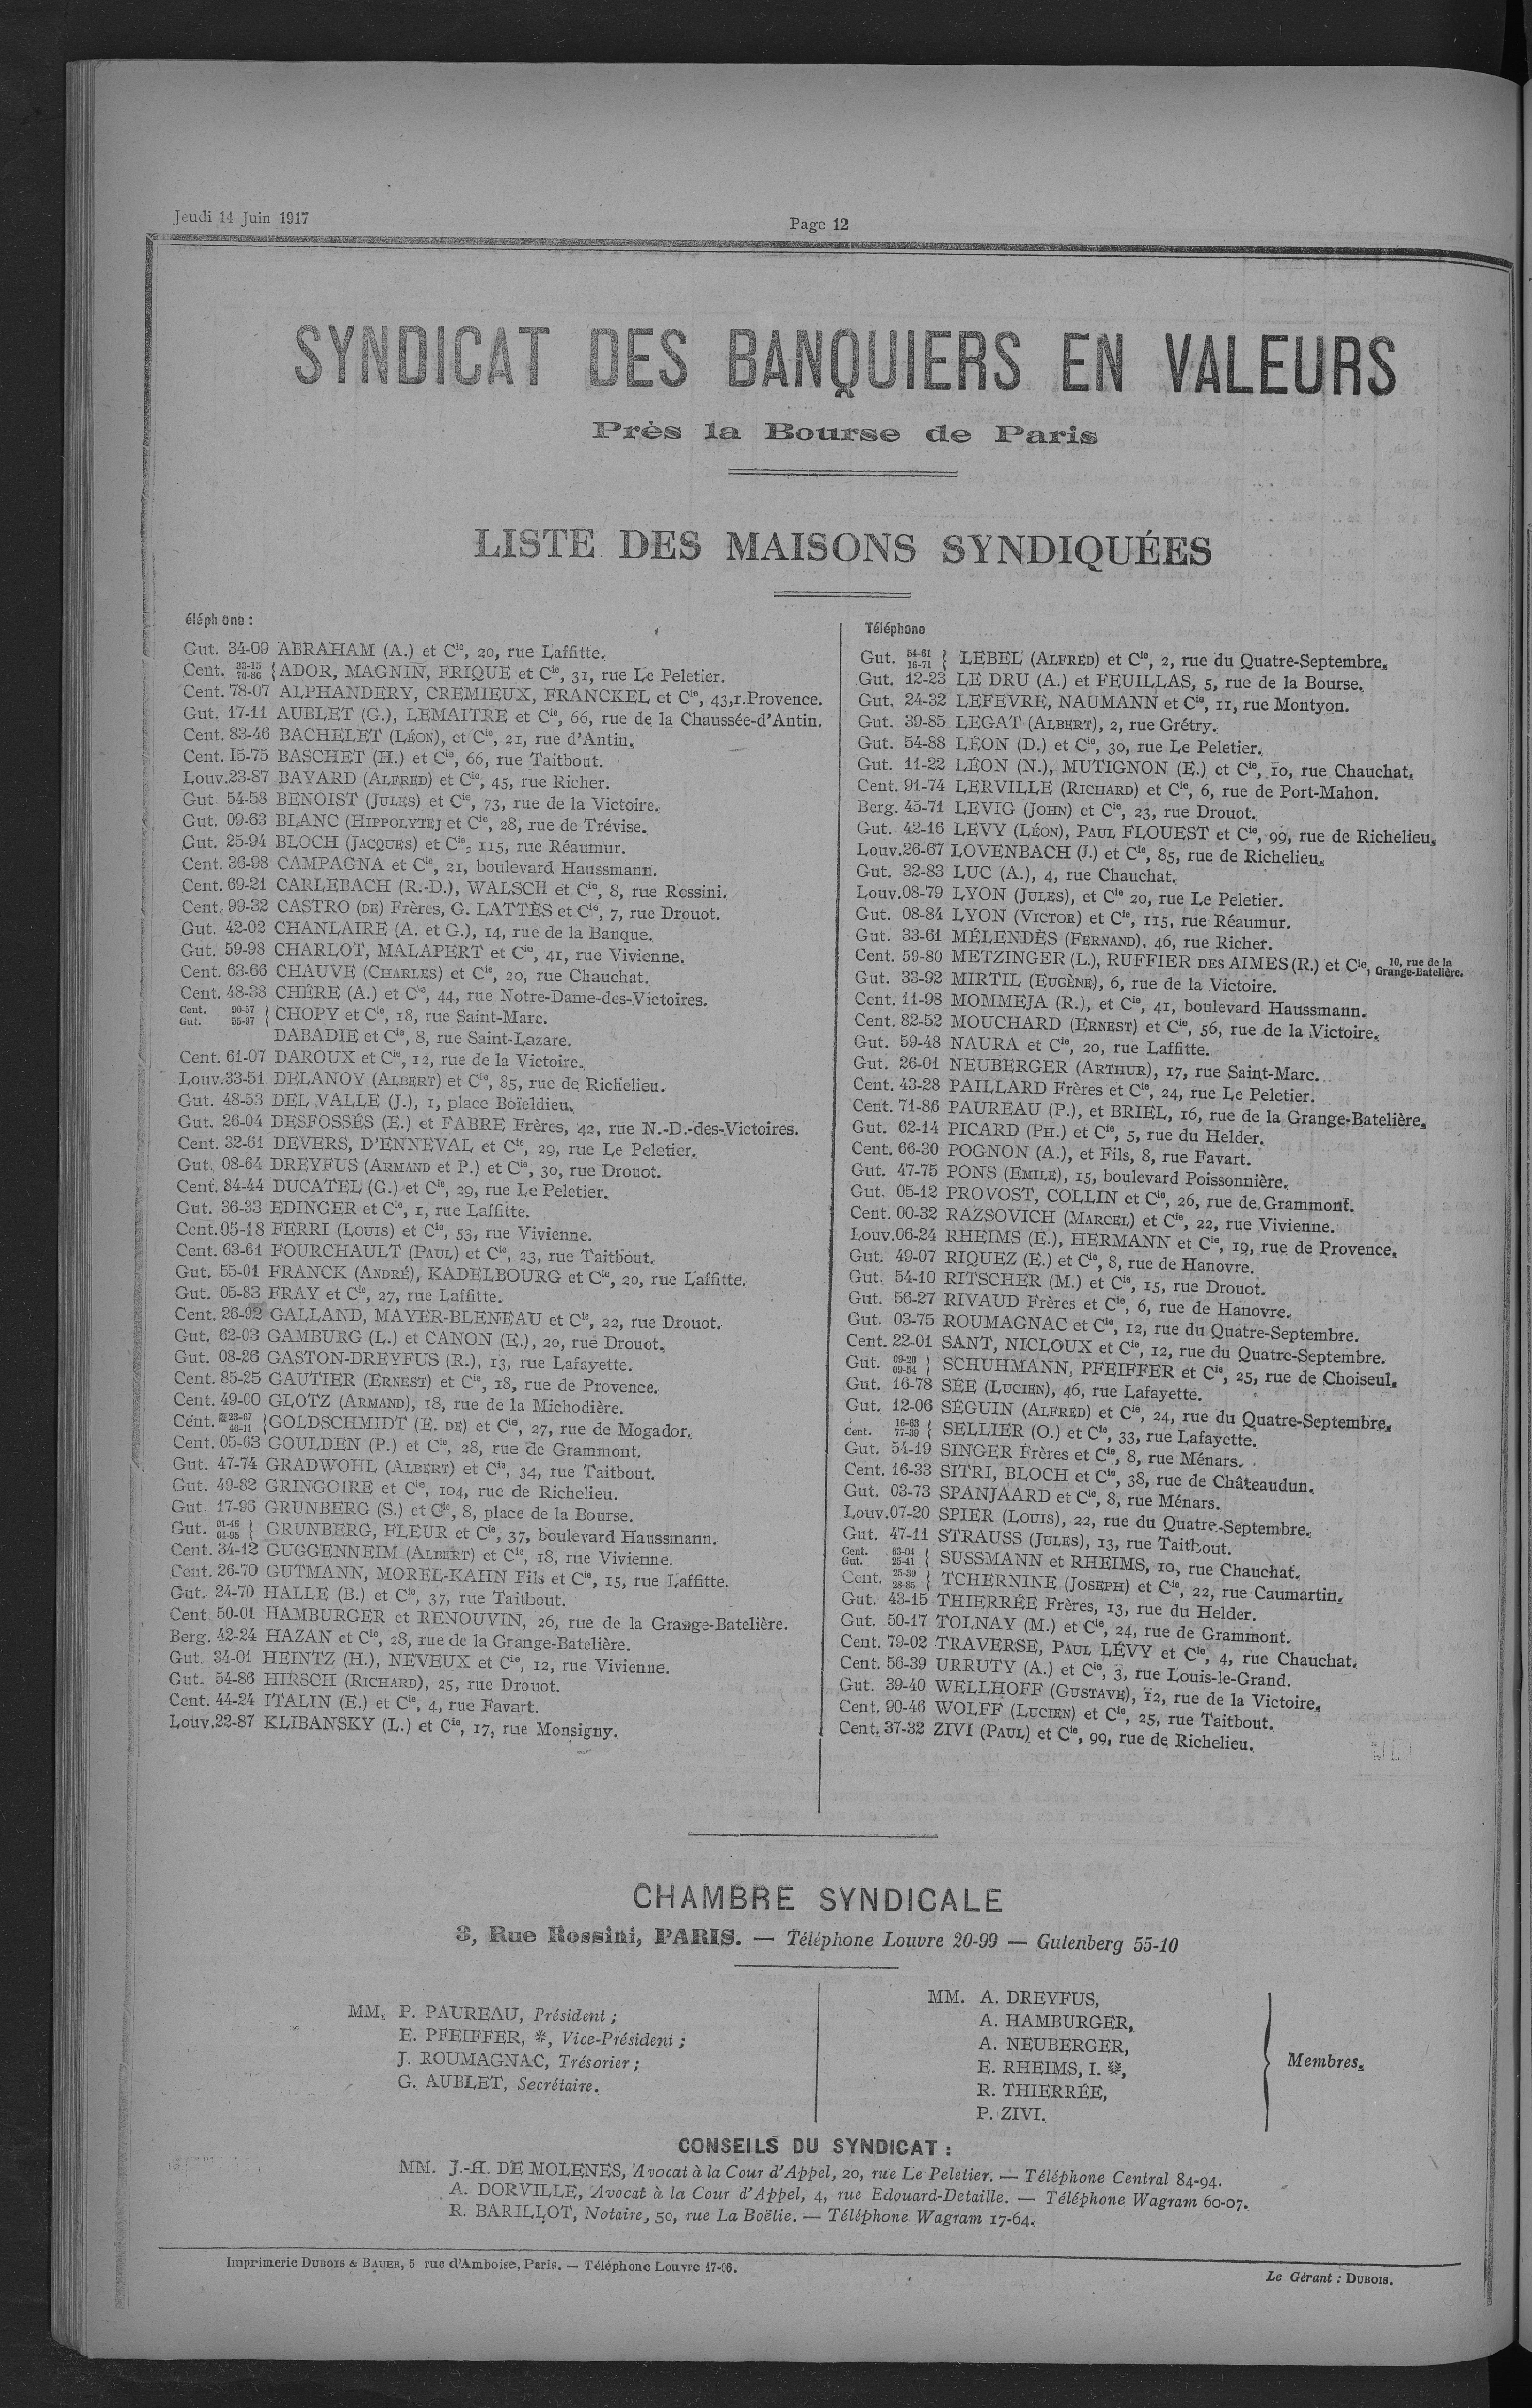 Jeudi 14 Juin 1917
Page 12
SYNDICAT DES BANQUIERS EN VALEURS
Près la Bourse de Paris
LISTE DES MAISONS SYNDIQUÉES
éléphone :
Gut. 34-09 ABRAHAM (A.) et Cie, 20, rue Laffitte.
Cent. 33-15 70-86 { ADOR, MAGNIN, FRIQUE et Cie, 31, rue Le Peletier.
Cent. 78-07 ALPHANDERY, CREMIEUX, FRANCKEL et Cie, 43,r.Provence.
Gut. 17-11 AUBLET (G.), LEMAITRE et Cie, 66, rue de la Chaussée-d'Antin.
Cent. 83-46 BACHELET (LÉON), et Cie, 21, rue d'Antin.
Cent. 15-75 BASCHET (H.) et Cie, 66, rue Taitbout.
Louv.23-87 BAYARD (ALFRED) et Cie, 45, rue Richer.
Gut. 54-58 BENOIST (JULES) et Cie, 73, rue de la Victoire.
Gut. 09-63 BLANC (HIPPOLYTE) et Cie, 28, rue de Trévise.
Gut. 25-94 BLOCH (JACQUES) et Cie, 115, rue Réaumur.
Cent. 36-98 CAMPAGNA et Cie, 21, boulevard Haussmann.
Cent. 69-21 CARLEBACH (R.-D.), WALSCH et Cie, 8, rue Rossini.
Cent. 99-32 CASTRO (DE) Frères, G. LATTÈS et Cie, 7, rue Drouot.
Gut. 42-02 CHANLAIRE (A. et G.), 14, rue de la Banque.
Gut. 59-98 CHARLOT, MALAPERT et Cie, 41, rue Vivienne.
Cent. 63-66 CHAUVE (CHARLES) et Cie, 20, rue Chauchat.
Cent. 48-38 CHÉRÉ (A.) et Cie, 44, rue Notre-Dame-des-Victoires.
Cent. 90-57 Gut. 55-97 { CHOPY et Cie, 18, rue Saint-Marc.
DABADIE et Cie, 8, rue Saint-Lazare.
Cent. 61-07 DAROUX et Cie, 12, rue de la Victoire.
Louv.33-51 DELANOY (ALBERT) et Cie, 85, rue de Richelieu.
Gut. 48-53 DEL VALLE (J.), 1, place Boïeldieu.
Gut. 26-04 DESFOSSÉS (E.) et FABRE Frères, 42, rue N.-D.-des-Victoires.
Cent. 32-61 DEVERS, D'ENNEVAL et Cie, 29, rue Le Peletier.
Gut. 08-64 DREYFUS (ARMAND et P.) et Cie, 30, rue Drouot.
Cent. 84-44 DUCATEL (G.) et Cie, 29, rue Le Peletier.
Gut. 36-33 EDINGER et Cie, 1, rue Laffitte.
Cent.05-18 FERRI (LOUIS) et Cie, 53, rue Vivienne.
Cent. 63-61 FOURCHAULT (PAUL) et Cie, 23, rue Taitbout.
Gut. 55-01 FRANCK (ANDRÉ), KADELBOURG et Cie, 20, rue Laffitte.
Gut. 05-83 FRAY et Cie, 27, rue Laffitte.
Cent. 26-92 GALLAND, MAYER-BLENEAU et Cie, 22, rue Drouot.
Gut. 62-03 GAMBURG (L.) et CANON (E.), 20, rue Drouot.
Gut. 08-26 GASTON-DREYFUS (R.), 13, rue Lafayette.
Cent. 85-25 GAUTIER (ERNEST) et Cie, 18, rue de Provence.
Cent. 49-00 GLOTZ (ARMAND), 18, rue de la Michodière.
Cent. 23-67 46-11 { GOLDSCHMIDT (E. DE) et Cie, 27, rue de Mogador.
Cent. 05-63 GOULDEN (P.) et Cie, 28, rue de Grammont.
Gut. 47-74 GRADWOHL (ALBERT) et Cie, 34, rue Taitbout.
Gut. 49-82 GRINGOIRE et Cie, 104, rue de Richelieu.
Gut. 17-96 GRUNBERG (S.) et Cie, 8, place de la Bourse.
Gut. 01-46 04-95 { GRUNBERG, FLEUR et Cie, 37, boulevard Haussmann.
Cent. 34-12 GUGGENNEIM (ALBERT) et Cie, 18, rue Vivienne.
Cent. 26-70 GUTMANN, MOREL-KAHN Fils et Cie, 15, rue Laffitte.
Gut. 24-70 HALLE (B.) et Cie, 37, rue Taitbout.
Cent. 50-01 HAMBURGER et RENOUVIN, 26, rue de la Grange-Batelière.
Berg. 42-24 HAZAN et Cie, 28, rue de la Grange-Batelière.
Gut. 34-01 HEINTZ (H.), NEVEUX et Cie, 12, rue Vivienne.
Gut. 54-86 HIRSCH (RICHARD), 25, rue Drouot.
Cent. 44-24 ITALIN (E.) et Cie, 4, rue Favart.
Louv.22-87 KLIBANSKY (L.) et Cie, 17, rue Monsigny.
Téléphone
Gut. 54-61 16-71 } LEBEL (ALFRED) et Cie, 2, rue du Quatre-Septembre.
Gut. 12-23 LE DRU (A.) et FEUILLAS, 5, rue de la Bourse.
Gut. 24-32 LEFEVRE, NAUMANN et Cie, 11, rue Montyon.
Gut. 39-85 LEGAT (ALBERT), 2, rue Grétry.
Gut. 54-88 LÉON (D.) et Cie, 30, rue Le Peletier.
Gut. 11-22 LÉON (N.), MUTIGNON (E.) et Cie, 10, rue Chauchat.
Cent. 91-74 LERVILLE (RICHARD) et Cie, 6, rue de Port-Mahon.
Berg. 45-71 LEVIG (JOHN) et Cie, 23, rue Drouot.
Gut. 42-16 LEVY (LÉON), PAUL FLOUEST et Cie, 99, rue de Richelieu.
Louv.26-67 LOVENBACH (J.) et Cie, 85, rue de Richelieu.
Gut. 32-83 LUC (A.), 4, rue Chauchat.
Louv.08-79 LYON (JULES), et Cie 20, rue Le Peletier.
Gut. 08-84 LYON (VICTOR) et Cie, 115, rue Réaumur.
Gut. 33-61 MÉLENDÈS (FERNAND), 46, rue Richer.
Cent. 59-80 METZINGER (L.), RUFFIER DES AIMES (R.) et Cie, 10, rue de la Grange-Batelière.
Gut. 33-92 MIRTIL (EUGÈNE), 6, rue de la Victoire.
Cent. 11-98 MOMMEJA (R.), et Cie, 41, boulevard Haussmann.
Cent. 82-52 MOUCHARD (ERNEST) et Cie, 56, rue de la Victoire.
Gut. 59-48 NAURA et Cie, 20, rue Laffitte.
Gut. 26-01 NEUBERGER (ARTHUR), 17, rue Saint-Marc.
Cent. 43-28 PAILLARD Frères et Cie, 24, rue Le Peletier.
Cent. 71-86 PAUREAU (P.), et BRIEL, 16, rue de la Grange-Batelière.
Gut. 62-14 PICARD (PH.) et Cie, 5, rue du Helder.
Cent. 66-30 POGNON (A.), et Fils, 8, rue Favart.
Gut. 47-75 PONS (EMILE), 15, boulevard Poissonnière.
Gut. 05-12 PROVOST, COLLIN et Cie, 26, rue de Grammont.
Cent. 00-32 RAZSOVICH (MARCEL) et Cie, 22, rue Vivienne.
Louv.06-24 RHEIMS (E.), HERMANN et Cie, 19, rue de Provence.
Gut. 49-07 RIQUEZ (E.) et Cie, 8, rue de Hanovre.
Gut. 54-10 RITSCHER (M.) et Cie, 15, rue Drouot.
Gut. 56-27 RIVAUD Frères et Cie, 6, rue de Hanovre.
Gut. 03-75 ROUMAGNAC et Cie, 12, rue du Quatre-Septembre.
Cent. 22-01 SANT, NICLOUX et Cie, 12, rue du Quatre-Septembre.
Gut. 09-20 09-84 } SCHUHMANN, PFEIFFER et Cie, 25, rue de Choiseul.
Gut. 16-78 SÉE (LUCIEN), 46, rue Lafayette.
Gut. 12-06 SÉGUIN (ALFRED) et Cie, 24, rue du Quatre-Septembre.
Cent. 16-63 77-30 { SELLIER (O.) et Cie, 33, rue Lafayette.
Gut. 54-19 SINGER Frères et Cie, 8, rue Ménars.
Cent. 16-33 SITRI, BLOCH et Cie, 38, rue de Châteaudun.
Gut. 03-73 SPANJAARD et Cie, 8, rue Ménars.
Louv.07-20 SPIER (LOUIS), 22, rue du Quatre-Septembre.
Gut. 47-11 STRAUSS (JULES), 13, rue Taitbout.
Cent. 63-04 Gut. 25-41 { SUSSMANN et RHEIMS, 10, rue Chauchat.
Cent. 25-30 28-85 { TCHERNINE (JOSEPH) et Cie, 22, rue Caumartin.
Gut. 43-15 THIERRÉE Frères, 13, rue du Helder.
Gut. 50-17 TOLNAY (M.) et Cie, 24, rue de Grammont.
Cent. 79-02 TRAVERSE, PAUL LÉVY et Cie, 4, rue Chauchat.
Cent. 56-39 URRUTY (A.) et Cie, 3, rue Louis-le-Grand.
Gut. 39-40 WELLHOFF (GUSTAVE), 12, rue de la Victoire.
Cent. 90-46 WOLFF (LUCIEN) et Cie, 25, rue Taitbout.
Cent. 37-32 ZIVI (PAUL) et Cie, 99, rue de Richelieu.
CHAMBRE SYNDICALE
3, Rue Rossini, PARIS. — Téléphone Louvre 20-99 — Gutenberg 55-10
MM. P. PAUREAU, Président ;
E. PFEIFFER, ※, Vice-Président ;
J. ROUMAGNAC, Trésorier ;
G. AUBLET, Secrétaire.
MM. A. DREYFUS,
A. HAMBURGER,
A. NEUBERGER,
E. RHEIMS, I. ※,
R. THIERRÉE,
P. ZIVI.
Membres.
CONSEILS DU SYNDICAT :
MM. J.-H. DE MOLENES, Avocat à la Cour d'Appel, 20, rue Le Peletier. — Téléphone Central 84-94.
A. DORVILLE, Avocat à la Cour d'Appel, 4, rue Edouard-Detaille. — Téléphone Wagram 60-07.
R. BARILLOT, Notaire, 50, rue La Boëtie. — Téléphone Wagram 17-64.
Imprimerie DUBOIS & BAUER, 5 rue d'Amboise, Paris. — Téléphone Louvre 17-06.
Le Gérant : DUBOIS.